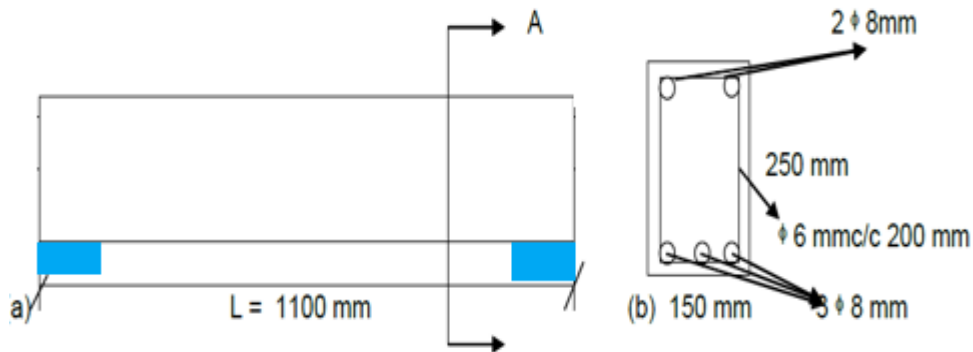 A
2 ϕ 8mm
250 mm
ϕ 6 mmc/c 200 mm
(a)
L = 1100 mm
(b) 150 mm
3 ϕ 8 mm